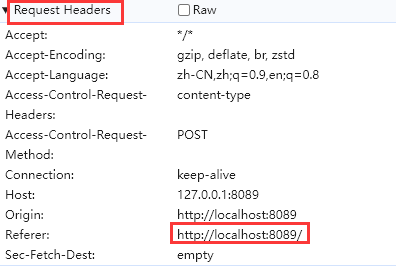 Request Headers Raw
Accept: */*
Accept-Encoding: gzip, deflate, br, zstd
Accept-Language: zh-CN,zh;q=0.9,en;q=0.8
Access-Control-Request- content-type
Headers:
Access-Control-Request- POST
Method:
Connection: keep-alive
Host: 127.0.0.1:8089
Origin: http://localhost:8089
Referer: http://localhost:8089/
Sec-Fetch-Dest: empty